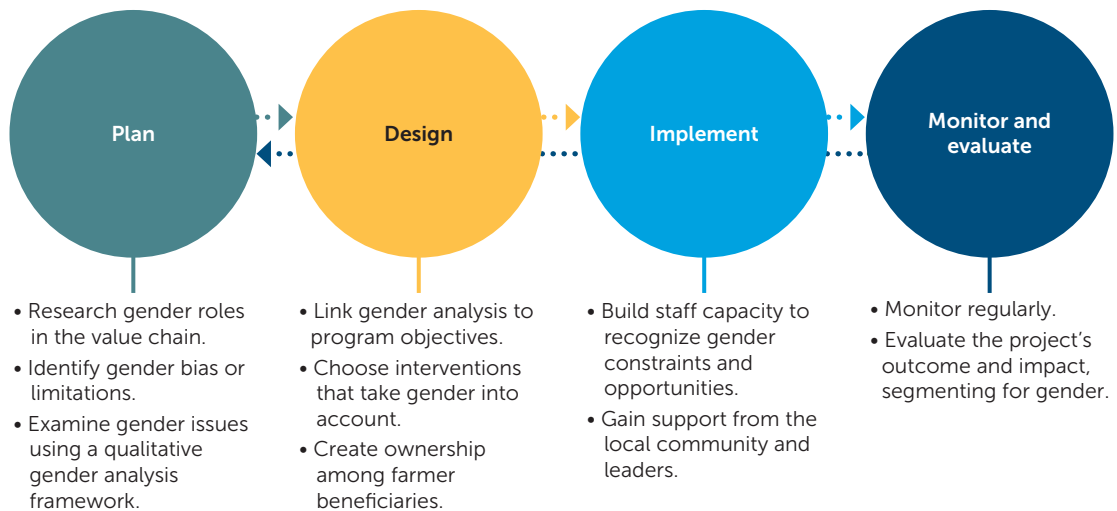 Plan
Design
Implement
Monitor and
evaluate
• Research gender roles
in the value chain.
• Identify gender bias or
limitations.
• Examine gender issues
using a qualitative
gender analysis
framework.
• Link gender analysis to
program objectives.
• Choose interventions
that take gender into
account.
• Create ownership
among farmer
beneficiaries.
• Build staff capacity to
recognize gender
constraints and
opportunities.
• Gain support from the
local community and
leaders.
• Monitor regularly.
• Evaluate the project’s
outcome and impact,
segmenting for gender.